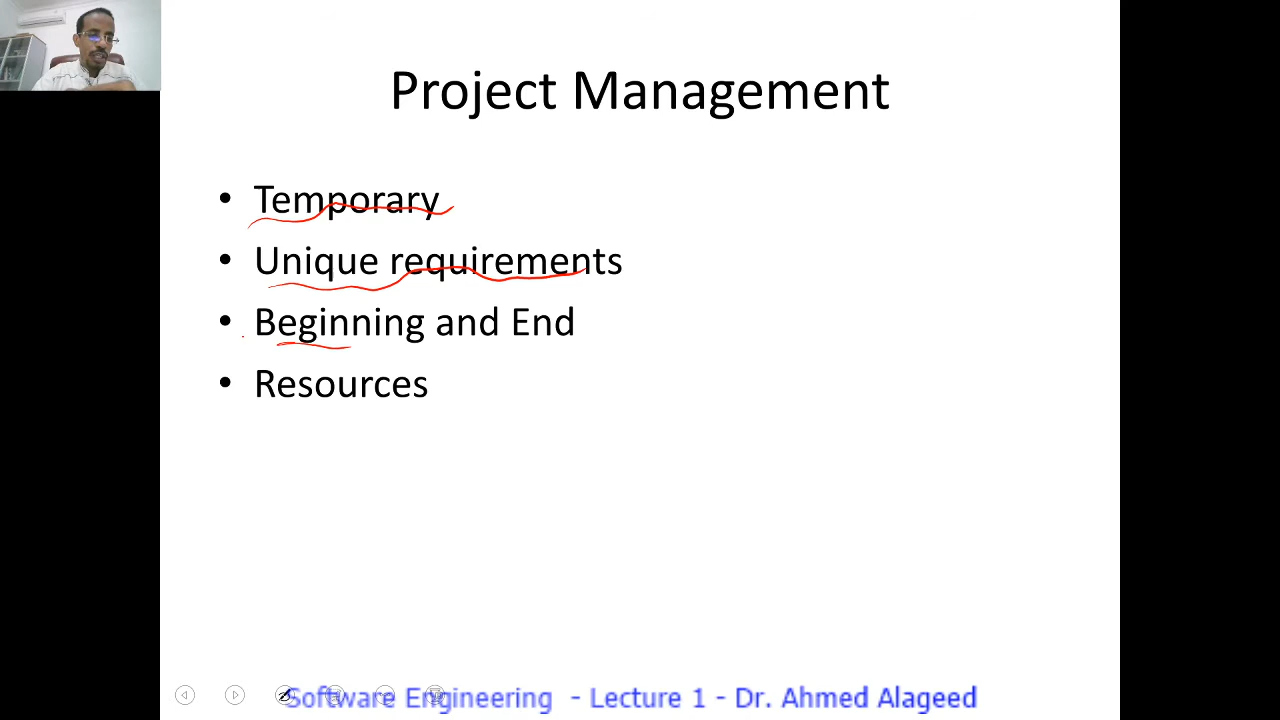 Project Management
• Temporary
• Unique requirements
• Beginning and End
• Resources
Software Engineering - Lecture 1 - Dr. Ahmed Alageed